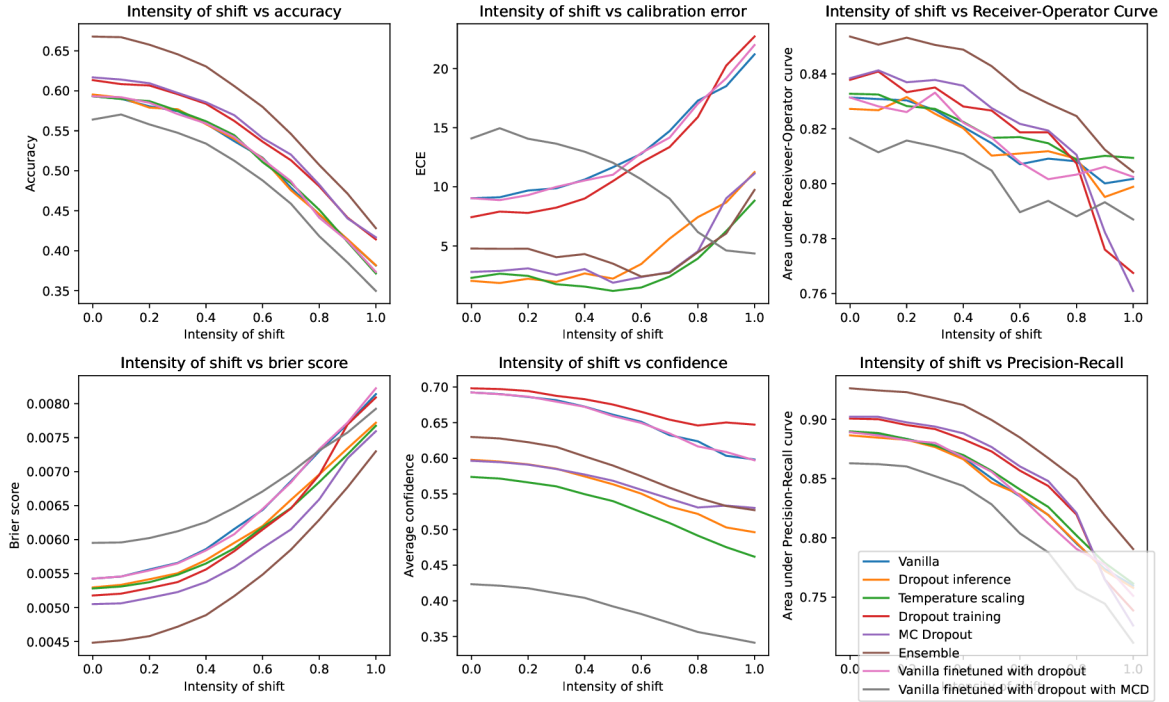 Intensity of shift vs accuracy
Accuracy
0.65
0.60
0.55
0.50
0.45
0.40
0.35
0.0 0.2 0.4 0.6 0.8 1.0
Intensity of shift
Intensity of shift vs calibration error
ECE
20
15
10
5
0.0 0.2 0.4 0.6 0.8 1.0
Intensity of shift
Intensity of shift vs Receiver-Operator Curve
Area under Receiver-Operator curve
0.84
0.82
0.80
0.78
0.76
0.0 0.2 0.4 0.6 0.8 1.0
Intensity of shift
Intensity of shift vs brier score
Brier score
0.0080
0.0075
0.0070
0.0065
0.0060
0.0055
0.0050
0.0045
0.0 0.2 0.4 0.6 0.8 1.0
Intensity of shift
Intensity of shift vs confidence
Average confidence
0.70
0.65
0.60
0.55
0.50
0.45
0.40
0.35
0.0 0.2 0.4 0.6 0.8 1.0
Intensity of shift
Intensity of shift vs Precision-Recall
Area under Precision-Recall curve
0.90
0.85
0.80
0.75
0.0 0.2 0.4 0.6 0.8 1.0
Intensity of shift
Vanilla
Dropout inference
Temperature scaling
Dropout training
MC Dropout
Ensemble
Vanilla finetuned with dropout
Vanilla finetuned with dropout with MCD